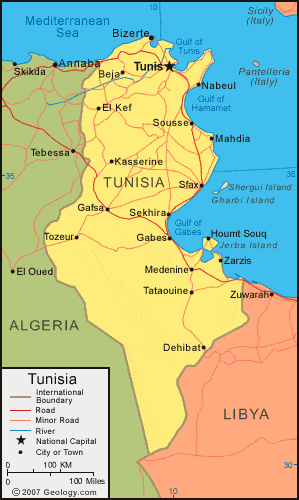 10
Sicily
(Italy)
Mediterranean
Sea
Bizerte
Gulf
of Tunis
Annaba
Skikda
Tunis
Beja
Pantelleria
(Italy)
Nabeul
Gulf of
Hamamet
El Kef
Sousse
Mahdia
Tebessa
Kasserine
35
35
TUNISIA
Sfax
Shergui Island
Gharbi Island
Gafsa
Sekhira
Gulf of
Gabes
Tozeur
Gabes
Houmt Souq
Jerba Island
Zarzis
El Oued
Medenine
Tataouine
Zuwarah
ALGERIA
Dehibat
Tunisia
International
Boundary
Road
Minor Road
River
National Capital
City or Town
0 100 KM
0 100 Miles
© 2007 Geology.com
LIBYA
30
10